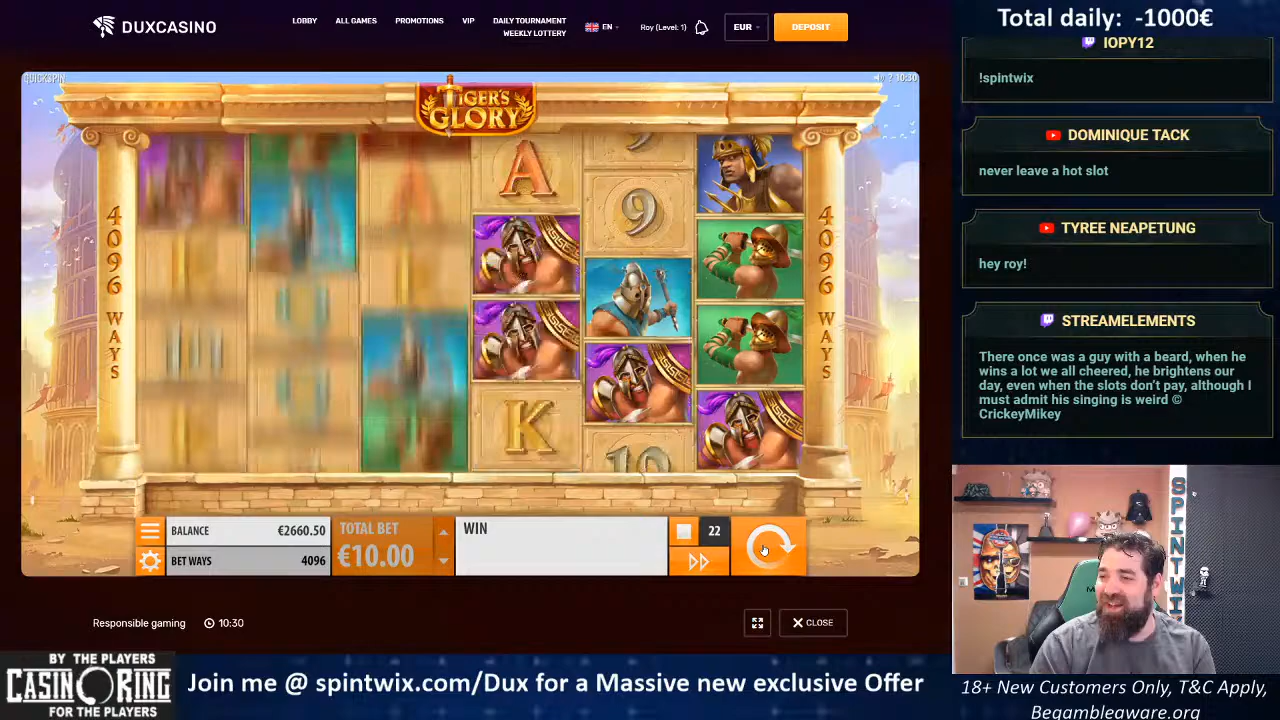 DUXCASINO
LOBBY
ALL GAMES
PROMOTIONS
VIP
DAILY TOURNAMENT
WEEKLY LOTTERY
EN
Roy (Level: 1)
EUR
DEPOSIT
QUICKSPIN
? 10:30
TIGER'S
GLORY
4096 WAYS
A
9
9
K
10
4096 WAYS
BALANCE
€2660.50
BET WAYS
4096
TOTAL BET
€10.00
WIN
22
Responsible gaming
10:30
CLOSE
Total daily: -1000€
IOPY12
!spintwix
DOMINIQUE TACK
never leave a hot slot
TYREE NEAPETUNG
hey roy!
STREAMELEMENTS
There once was a guy with a beard, when he
wins a lot we all cheered, he brightens our
day, even when the slots don't pay, although I
must admit his singing is weird ©
CrickeyMikey
SPINTWI
BY THE PLAYERS
CASINO RING
FOR THE PLAYERS
Join me @ spintwix.com/Dux for a Massive new exclusive Offer
18+ New Customers Only, T&C Apply,
Begambleaware.org